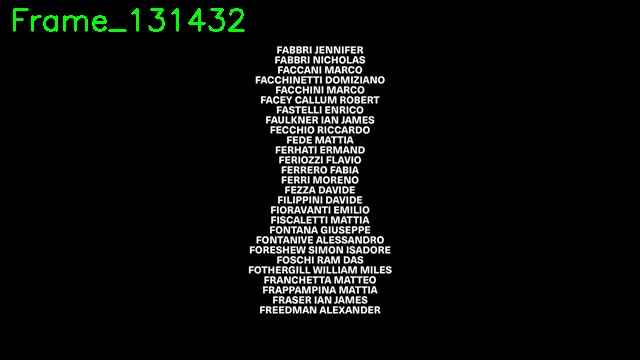 Frame_131432
FABBRI JENNIFER
FABBRI NICHOLAS
FACCANI MARCO
FACCHINETTI DOMIZIANO
FACCHINI MARCO
FACEY CALLUM ROBERT
FASTELLI ENRICO
FAULKNER IAN JAMES
FECCHIO RICCARDO
FEDE MATTIA
FERHATI ERMAND
FERIOZZI FLAVIO
FERRERO FABIA
FERRI MORENO
FEZZA DAVIDE
FILIPPINI DAVIDE
FIORAVANTI EMILIO
FISCALETTI MATTIA
FONTANA GIUSEPPE
FONTANIVE ALESSANDRO
FORESHEW SIMON ISADORE
FOSCHI RAM DAS
FOTHERGILL WILLIAM MILES
FRANCHETTA MATTEO
FRAPPAMPINA MATTIA
FRASER IAN JAMES
FREEDMAN ALEXANDER